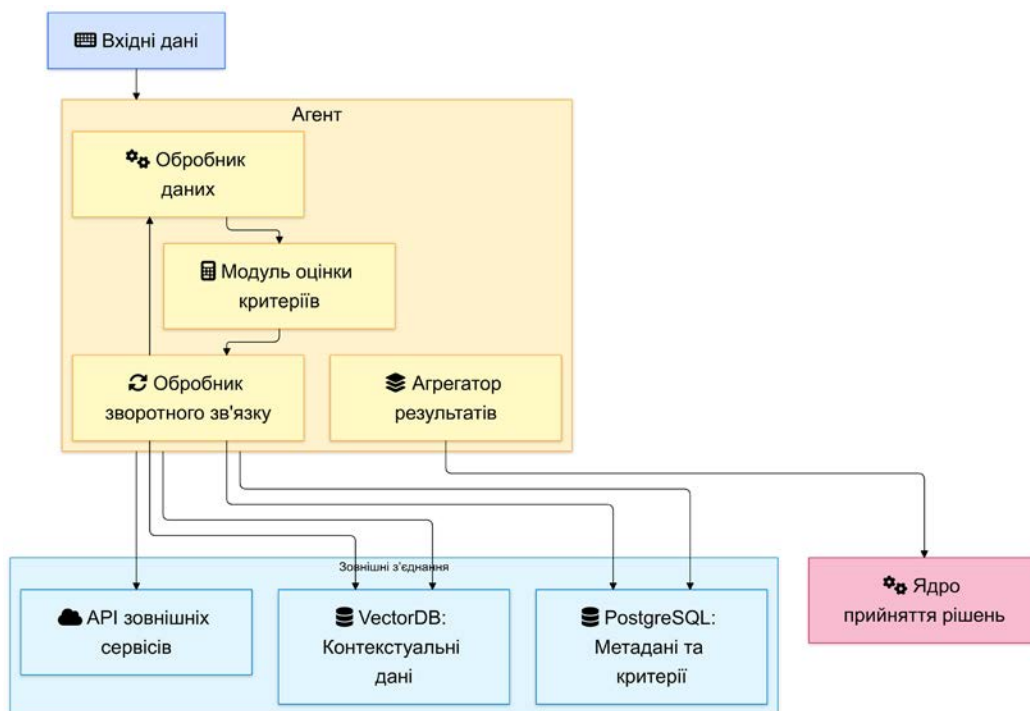 Вхідні дані
Агент
Обробник
даних
Модуль оцінки
критеріїв
Обробник
зворотного зв'язку
Агрегатор
результатів
Зовнішні з'єднання
API зовнішніх
сервісів
VectorDB:
Контекстуальні
дані
PostgreSQL:
Метадані та
критерії
Ядро
прийняття рішень